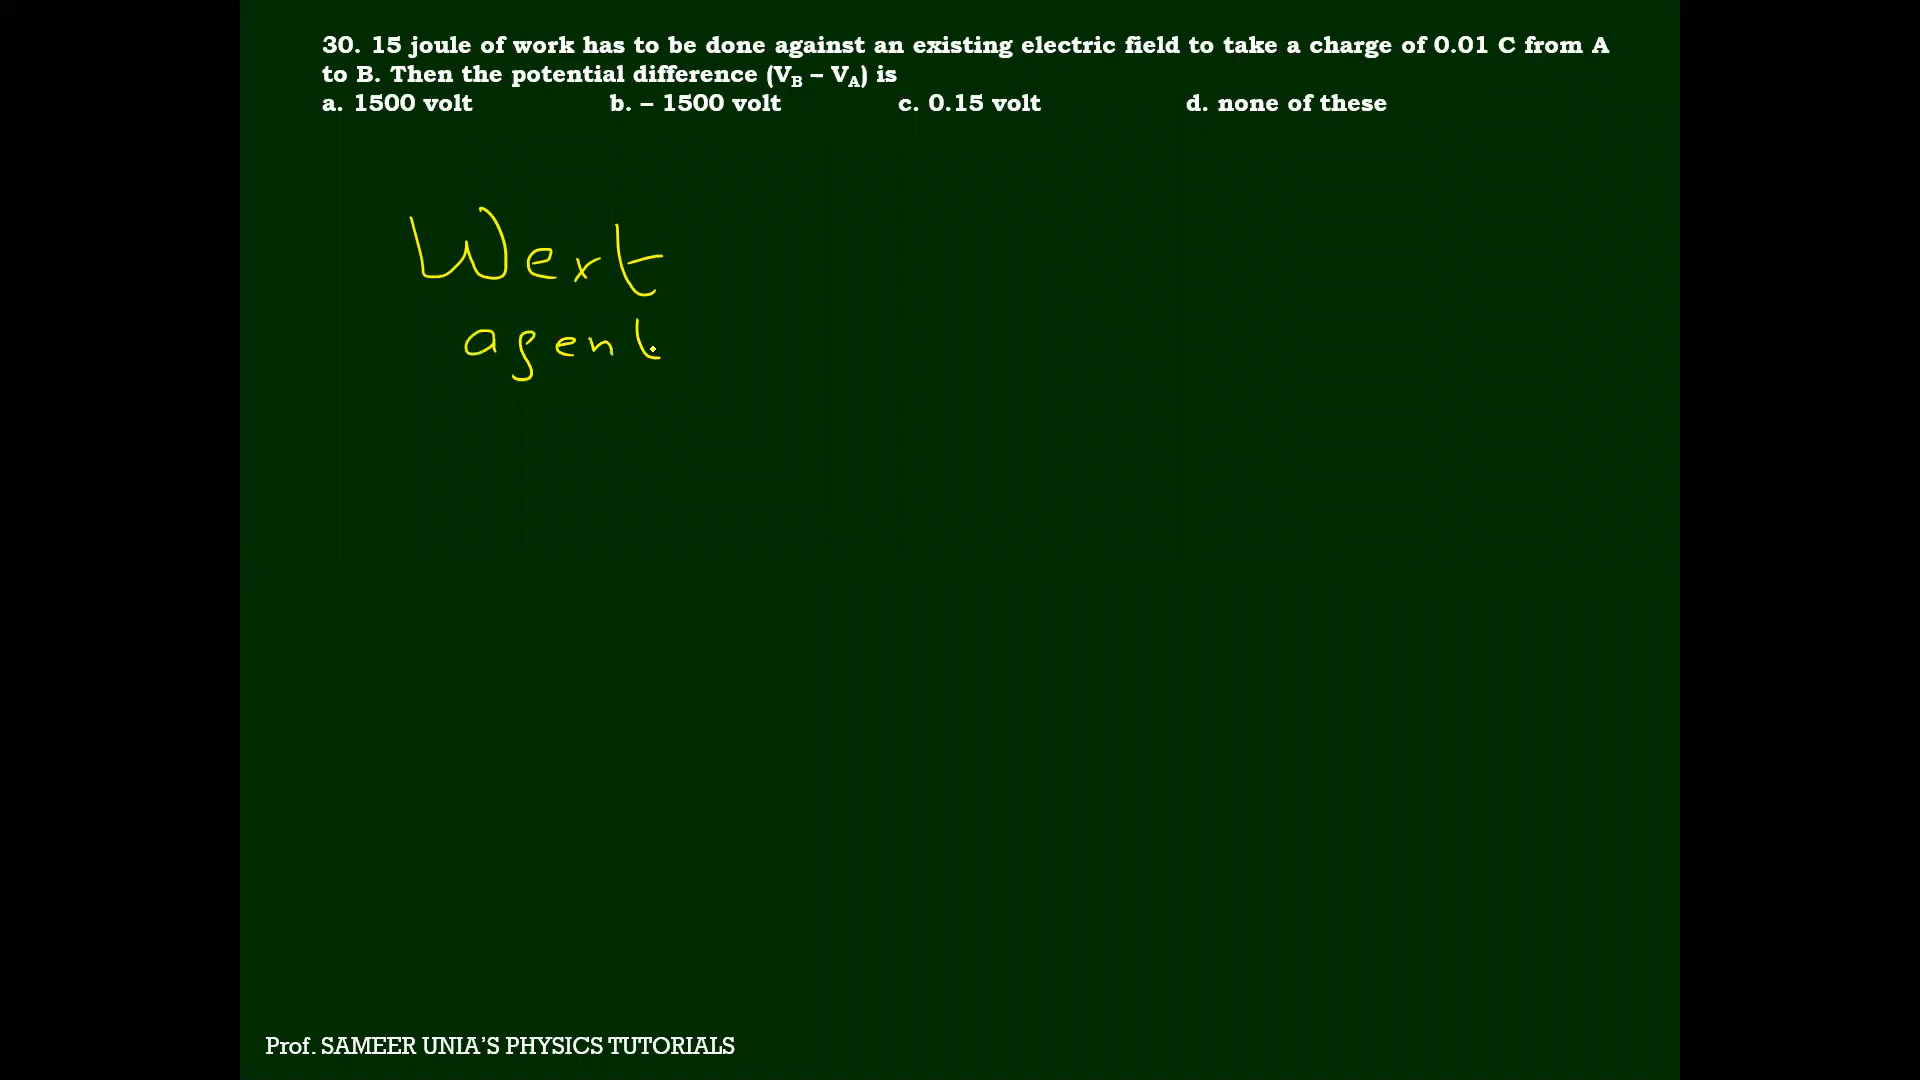 30. 15 joule of work has to be done against an existing electric field to take a charge of 0.01 C from A
to B. Then the potential difference (V_B – V_A) is
a. 1500 volt b. – 1500 volt c. 0.15 volt d. none of these
Wext
agent
Prof. SAMEER UNIA’S PHYSICS TUTORIALS